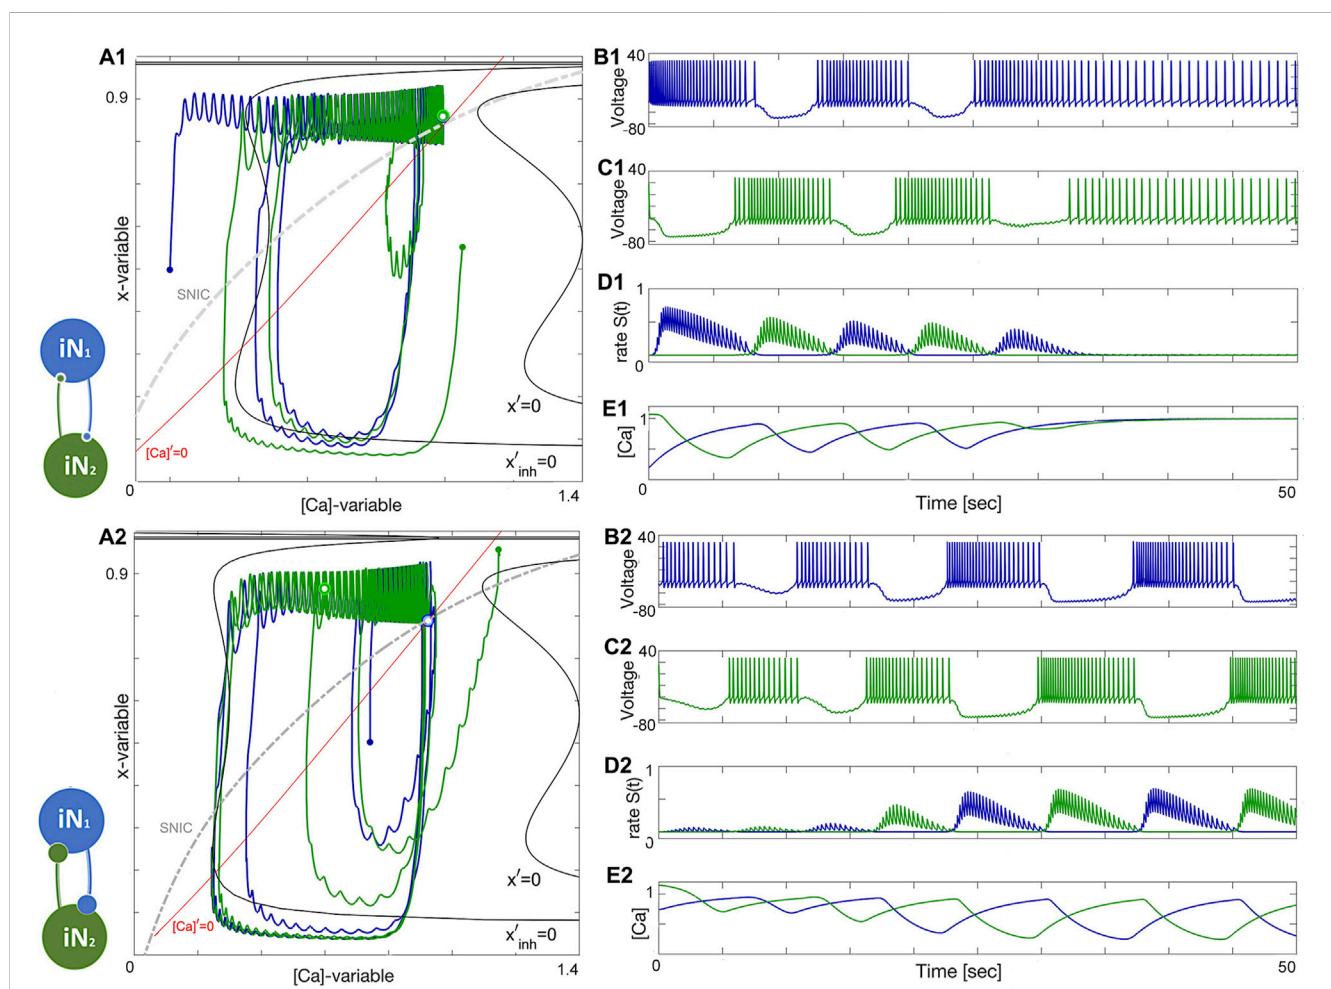 A1
0.9
x-variable
SNIC
[Ca]'=0
x'=0
x'inh=0
0
1.4
[Ca]-variable
iN1
iN2
B1
40
Voltage
-80
C1
40
Voltage
-80
D1
1
rate S(t)
0
E1
1
[Ca]
0
50
Time [sec]
A2
0.9
x-variable
SNIC
[Ca]'=0
x'=0
x'inh=0
0
1.4
[Ca]-variable
iN1
iN2
B2
40
Voltage
-80
C2
40
Voltage
-80
D2
1
rate S(t)
0
E2
1
[Ca]
0
50
Time [sec]